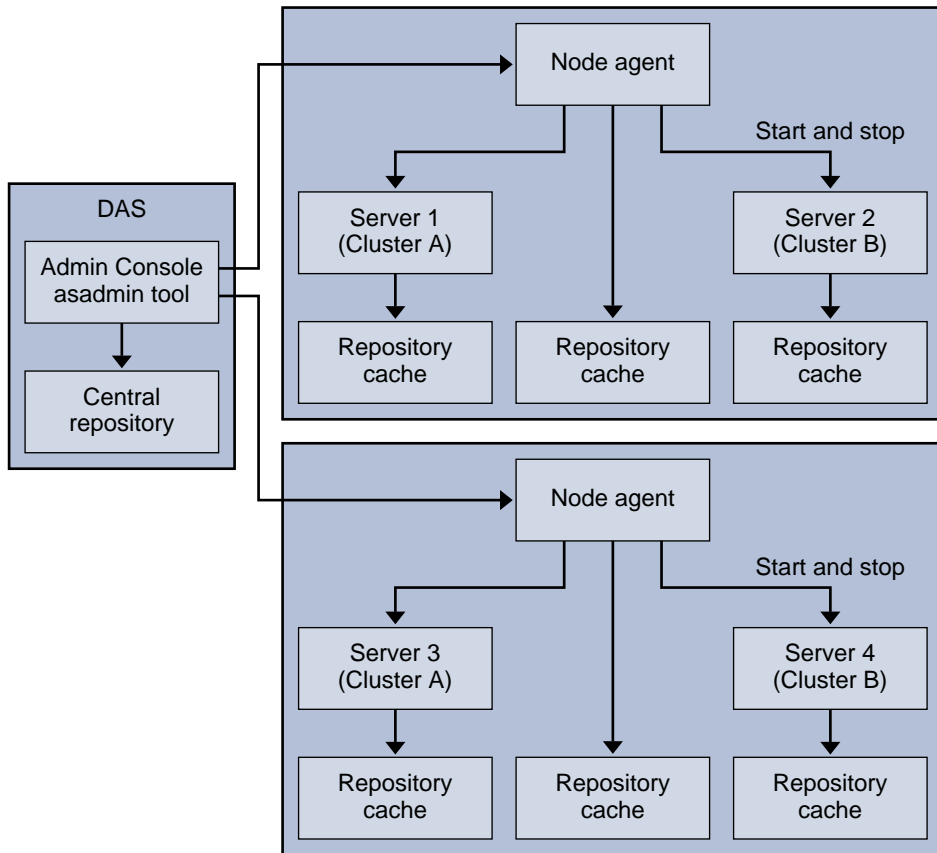 DAS
Admin Console
asadmin tool
Central
repository
Node agent
Start and stop
Server 1
(Cluster A)
Server 2
(Cluster B)
Repository
cache
Repository
cache
Repository
cache
Node agent
Start and stop
Server 3
(Cluster A)
Server 4
(Cluster B)
Repository
cache
Repository
cache
Repository
cache